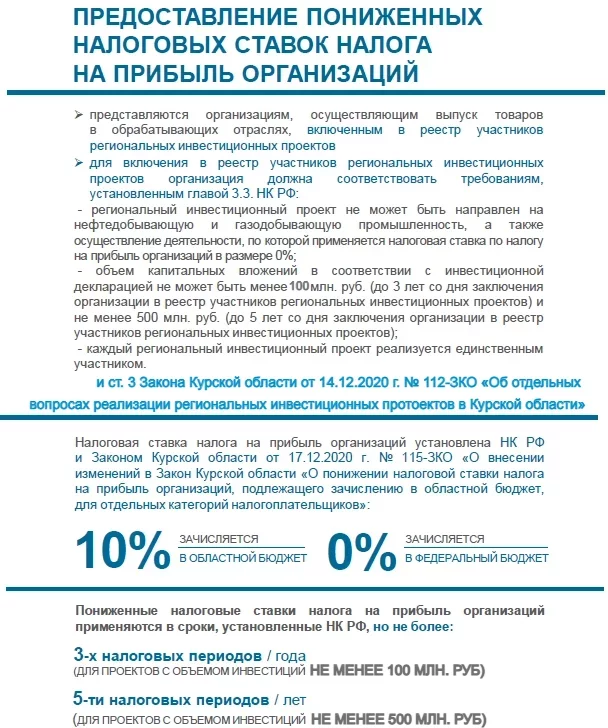 ПРЕДОСТАВЛЕНИЕ ПОНИЖЕННЫХ
НАЛОГОВЫХ СТАВОК НАЛОГА
НА ПРИБЫЛЬ ОРГАНИЗАЦИЙ
➢ представляются организациям, осуществляющим выпуск товаров
в обрабатывающих отраслях, включенным в реестр участников
региональных инвестиционных проектов
➢ для включения в реестр участников региональных инвестиционных
проектов организация должна соответствовать требованиям,
установленным главой 3.3. НК РФ:
- региональный инвестиционный проект не может быть направлен на
нефтедобывающую и газодобывающую промышленность, а также
осуществление деятельности, по которой применяется налоговая ставка по налогу
на прибыль организаций в размере 0%;
- объем капитальных вложений в соответствии с инвестиционной
декларацией не может быть менее 100 млн. руб. (до 3 лет со дня заключения
организации в реестр участников региональных инвестиционных проектов) и
не менее 500 млн. руб. (до 5 лет со дня заключения организации в реестр
участников региональных инвестиционных проектов);
- каждый региональный инвестиционный проект реализуется единственным
участником.
и ст. 3 Закона Курской области от 14.12.2020 г. № 112-ЗКО «Об отдельных
вопросах реализации региональных инвестиционных протоектов в Курской области»
Налоговая ставка налога на прибыль организаций установлена НК РФ
и Законом Курской области от 17.12.2020 г. № 115-ЗКО «О внесении
изменений в Закон Курской области «О понижении налоговой ставки налога
на прибыль организаций, подлежащего зачислению в областной бюджет,
для отдельных категорий налогоплательщиков»:
10% ЗАЧИСЛЯЕТСЯ В ОБЛАСТНОЙ БЮДЖЕТ
0% ЗАЧИСЛЯЕТСЯ В ФЕДЕРАЛЬНЫЙ БЮДЖЕТ
Пониженные налоговые ставки налога на прибыль организаций
применяются в сроки, установленные НК РФ, но не более:
3-х налоговых периодов / года
(ДЛЯ ПРОЕКТОВ С ОБЪЕМОМ ИНВЕСТИЦИЙ НЕ МЕНЕЕ 100 МЛН. РУБ)
5-ти налоговых периодов / лет
(ДЛЯ ПРОЕКТОВ С ОБЪЕМОМ ИНВЕСТИЦИЙ НЕ МЕНЕЕ 500 МЛН. РУБ)